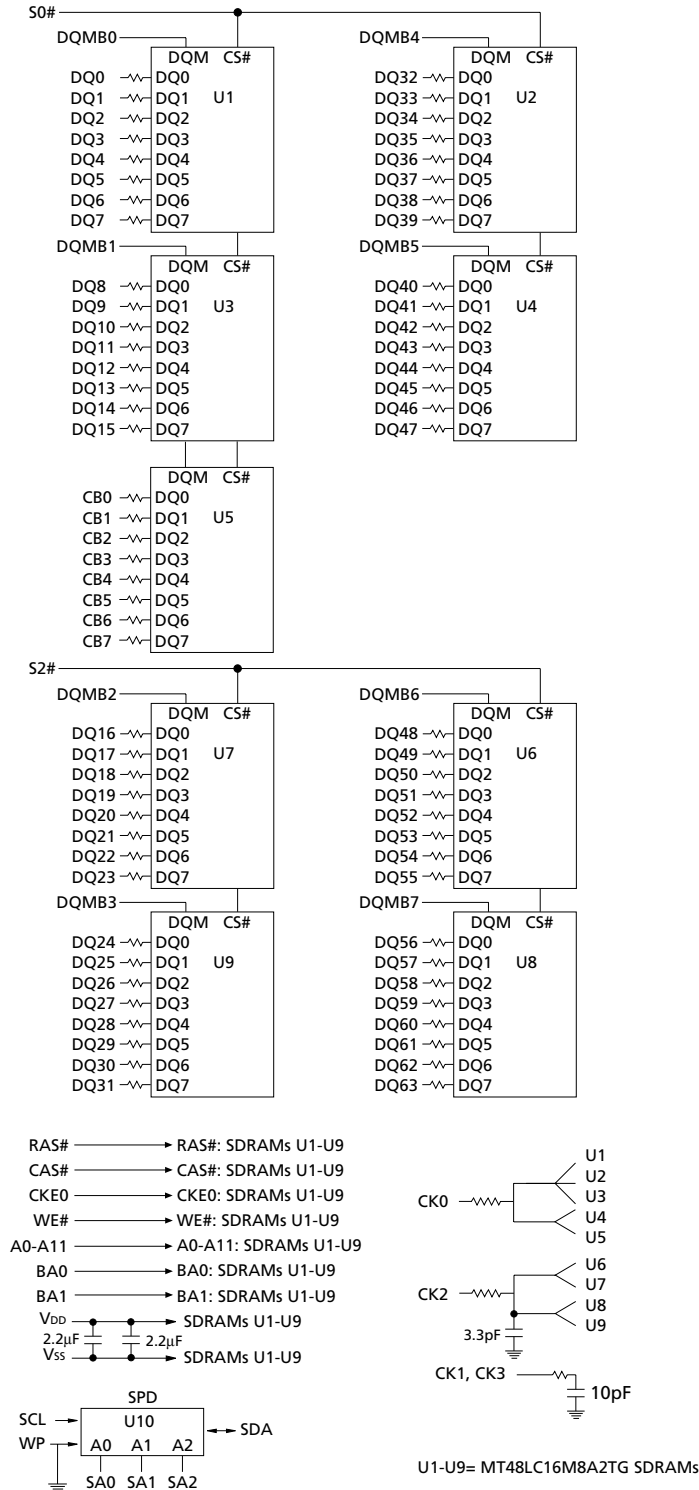 S0#
DQMB0
DQM CS#
DQ0 DQ0
DQ1 DQ1 U1
DQ2 DQ2
DQ3 DQ3
DQ4 DQ4
DQ5 DQ5
DQ6 DQ6
DQ7 DQ7
DQMB4
DQM CS#
DQ32 DQ0
DQ33 DQ1 U2
DQ34 DQ2
DQ35 DQ3
DQ36 DQ4
DQ37 DQ5
DQ38 DQ6
DQ39 DQ7
DQMB1
DQM CS#
DQ8 DQ0
DQ9 DQ1 U3
DQ10 DQ2
DQ11 DQ3
DQ12 DQ4
DQ13 DQ5
DQ14 DQ6
DQ15 DQ7
DQMB5
DQM CS#
DQ40 DQ0
DQ41 DQ1 U4
DQ42 DQ2
DQ43 DQ3
DQ44 DQ4
DQ45 DQ5
DQ46 DQ6
DQ47 DQ7
DQM CS#
CB0 DQ0
CB1 DQ1 U5
CB2 DQ2
CB3 DQ3
CB4 DQ4
CB5 DQ5
CB6 DQ6
CB7 DQ7
S2#
DQMB2
DQM CS#
DQ16 DQ0
DQ17 DQ1 U7
DQ18 DQ2
DQ19 DQ3
DQ20 DQ4
DQ21 DQ5
DQ22 DQ6
DQ23 DQ7
DQMB6
DQM CS#
DQ48 DQ0
DQ49 DQ1 U6
DQ50 DQ2
DQ51 DQ3
DQ52 DQ4
DQ53 DQ5
DQ54 DQ6
DQ55 DQ7
DQMB3
DQM CS#
DQ24 DQ0
DQ25 DQ1 U9
DQ26 DQ2
DQ27 DQ3
DQ28 DQ4
DQ29 DQ5
DQ30 DQ6
DQ31 DQ7
DQMB7
DQM CS#
DQ56 DQ0
DQ57 DQ1 U8
DQ58 DQ2
DQ59 DQ3
DQ60 DQ4
DQ61 DQ5
DQ62 DQ6
DQ63 DQ7
RAS# RAS#: SDRAMs U1-U9
CAS# CAS#: SDRAMs U1-U9
CKE0 CKE0: SDRAMs U1-U9
WE# WE#: SDRAMs U1-U9
A0-A11 A0-A11: SDRAMs U1-U9
BA0 BA0: SDRAMs U1-U9
BA1 BA1: SDRAMs U1-U9
VDD SDRAMs U1-U9
2.2µF 2.2µF
Vss SDRAMs U1-U9
CK0
U1
U2
U3
U4
U5
CK2
U6
U7
U8
U9
3.3pF
CK1, CK3
10pF
SPD
SCL U10 SDA
WP A0 A1 A2
SA0 SA1 SA2
U1-U9= MT48LC16M8A2TG SDRAMs